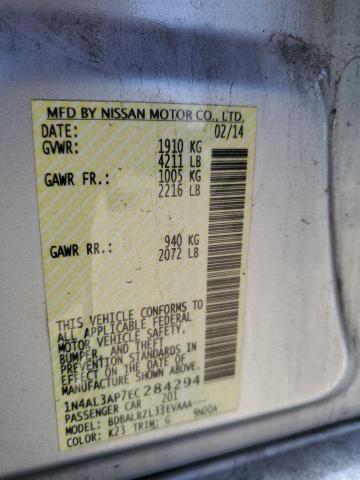 MFD BY NISSAN MOTOR CO., LTD.
DATE: 02/14
GVWR: 1910 KG
4211 LB
GAWR FR.: 1005 KG
2216 LB
GAWR RR.: 940 KG
2072 LB
THIS VEHICLE CONFORMS TO
ALL APPLICABLE FEDERAL
MOTOR VEHICLE SAFETY,
BUMPER, AND THEFT
PREVENTION STANDARDS IN
EFFECT ON THE DATE OF
MANUFACTURE SHOWN ABOVE.
1N4AL3AP7EC284294
PASSENGER CAR 201
MODEL: BDBALRZL33EVAAA---
COLOR: K23 TRIM: G 9N00A